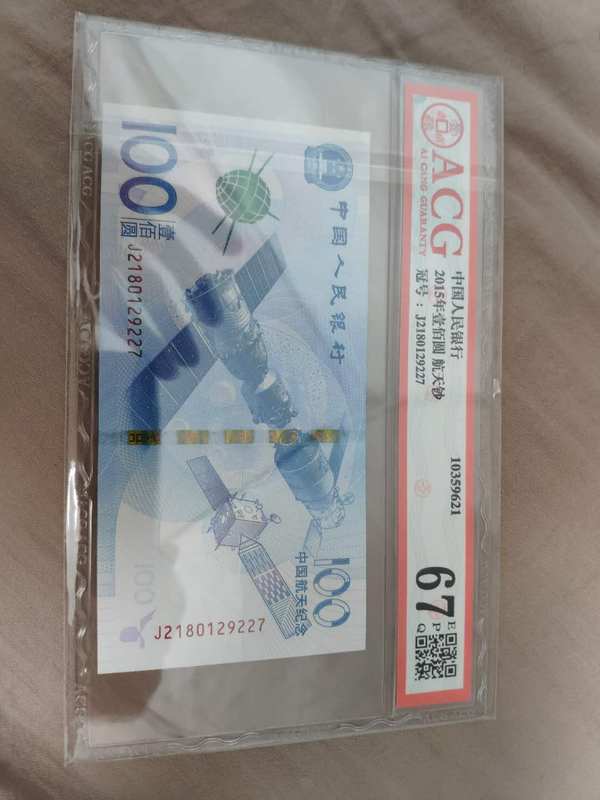 ACG
AI CANG GUARANTY
中国人民银行
2015年壹佰圆 航天钞
冠号：J2180129227
10359621
67
E
P
Q
中国人民银行
100
壹佰圆
J2180129227
100
中国航天纪念
J2180129227
100